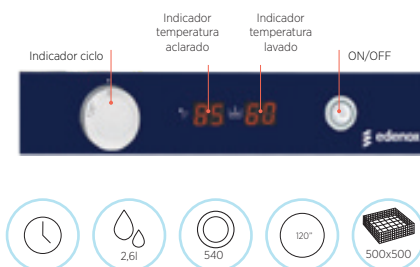 Indicador
temperatura
aclarado
Indicador
temperatura
lavado
Indicador ciclo
ON/OFF
85
60
edenox
2,6l
540
120"
500x500